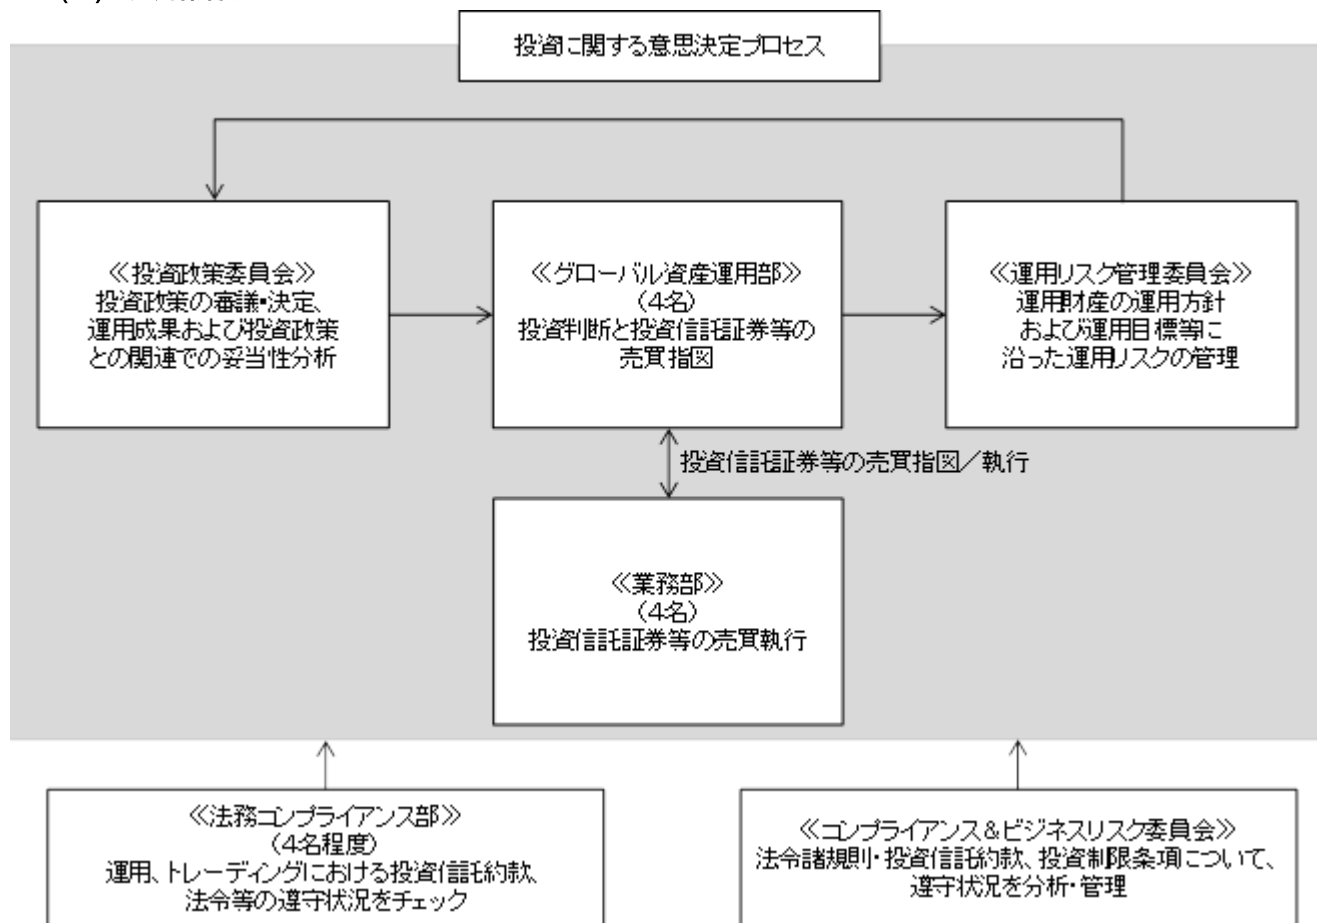 投資に関する意思決定プロセス
≪投資政策委員会≫
投資政策の審議・決定、
運用成果および投資政策
との関連での妥当性分析
≪グローバル資産運用部≫
(4名)
投資判断と投資信託証券等の
売買指図
≪運用リスク管理委員会≫
運用財産の運用方針
および運用目標等に
沿った運用リスクの管理
投資信託証券等の売買指図/執行
≪業務部≫
(4名)
投資信託証券等の売買執行
≪法務コンプライアンス部≫
(4名程度)
運用、トレーディングにおける投資信託約款、
法令等の遵守状況をチェック
≪コンプライアンス&ビジネスリスク委員会≫
法令諸規則・投資信託約款、投資制限条項について、
遵守状況を分析・管理